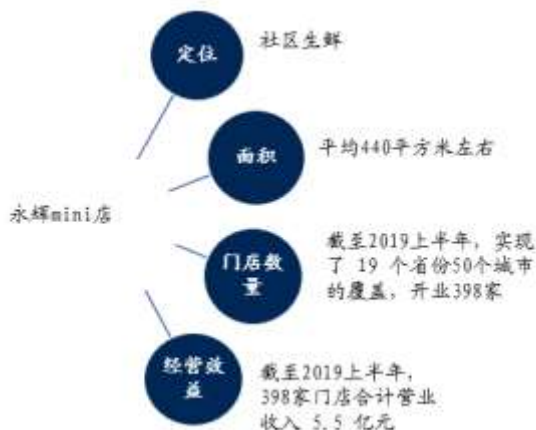 定位
社区生鲜
面积
平均440平方米左右
永辉mini店
门店数
量
截至2019上半年，实现
了 19 个省份50个城市
的覆盖，开业398家
经营效
益
截至2019上半年，
398家门店合计营业
收入 5.5 亿元